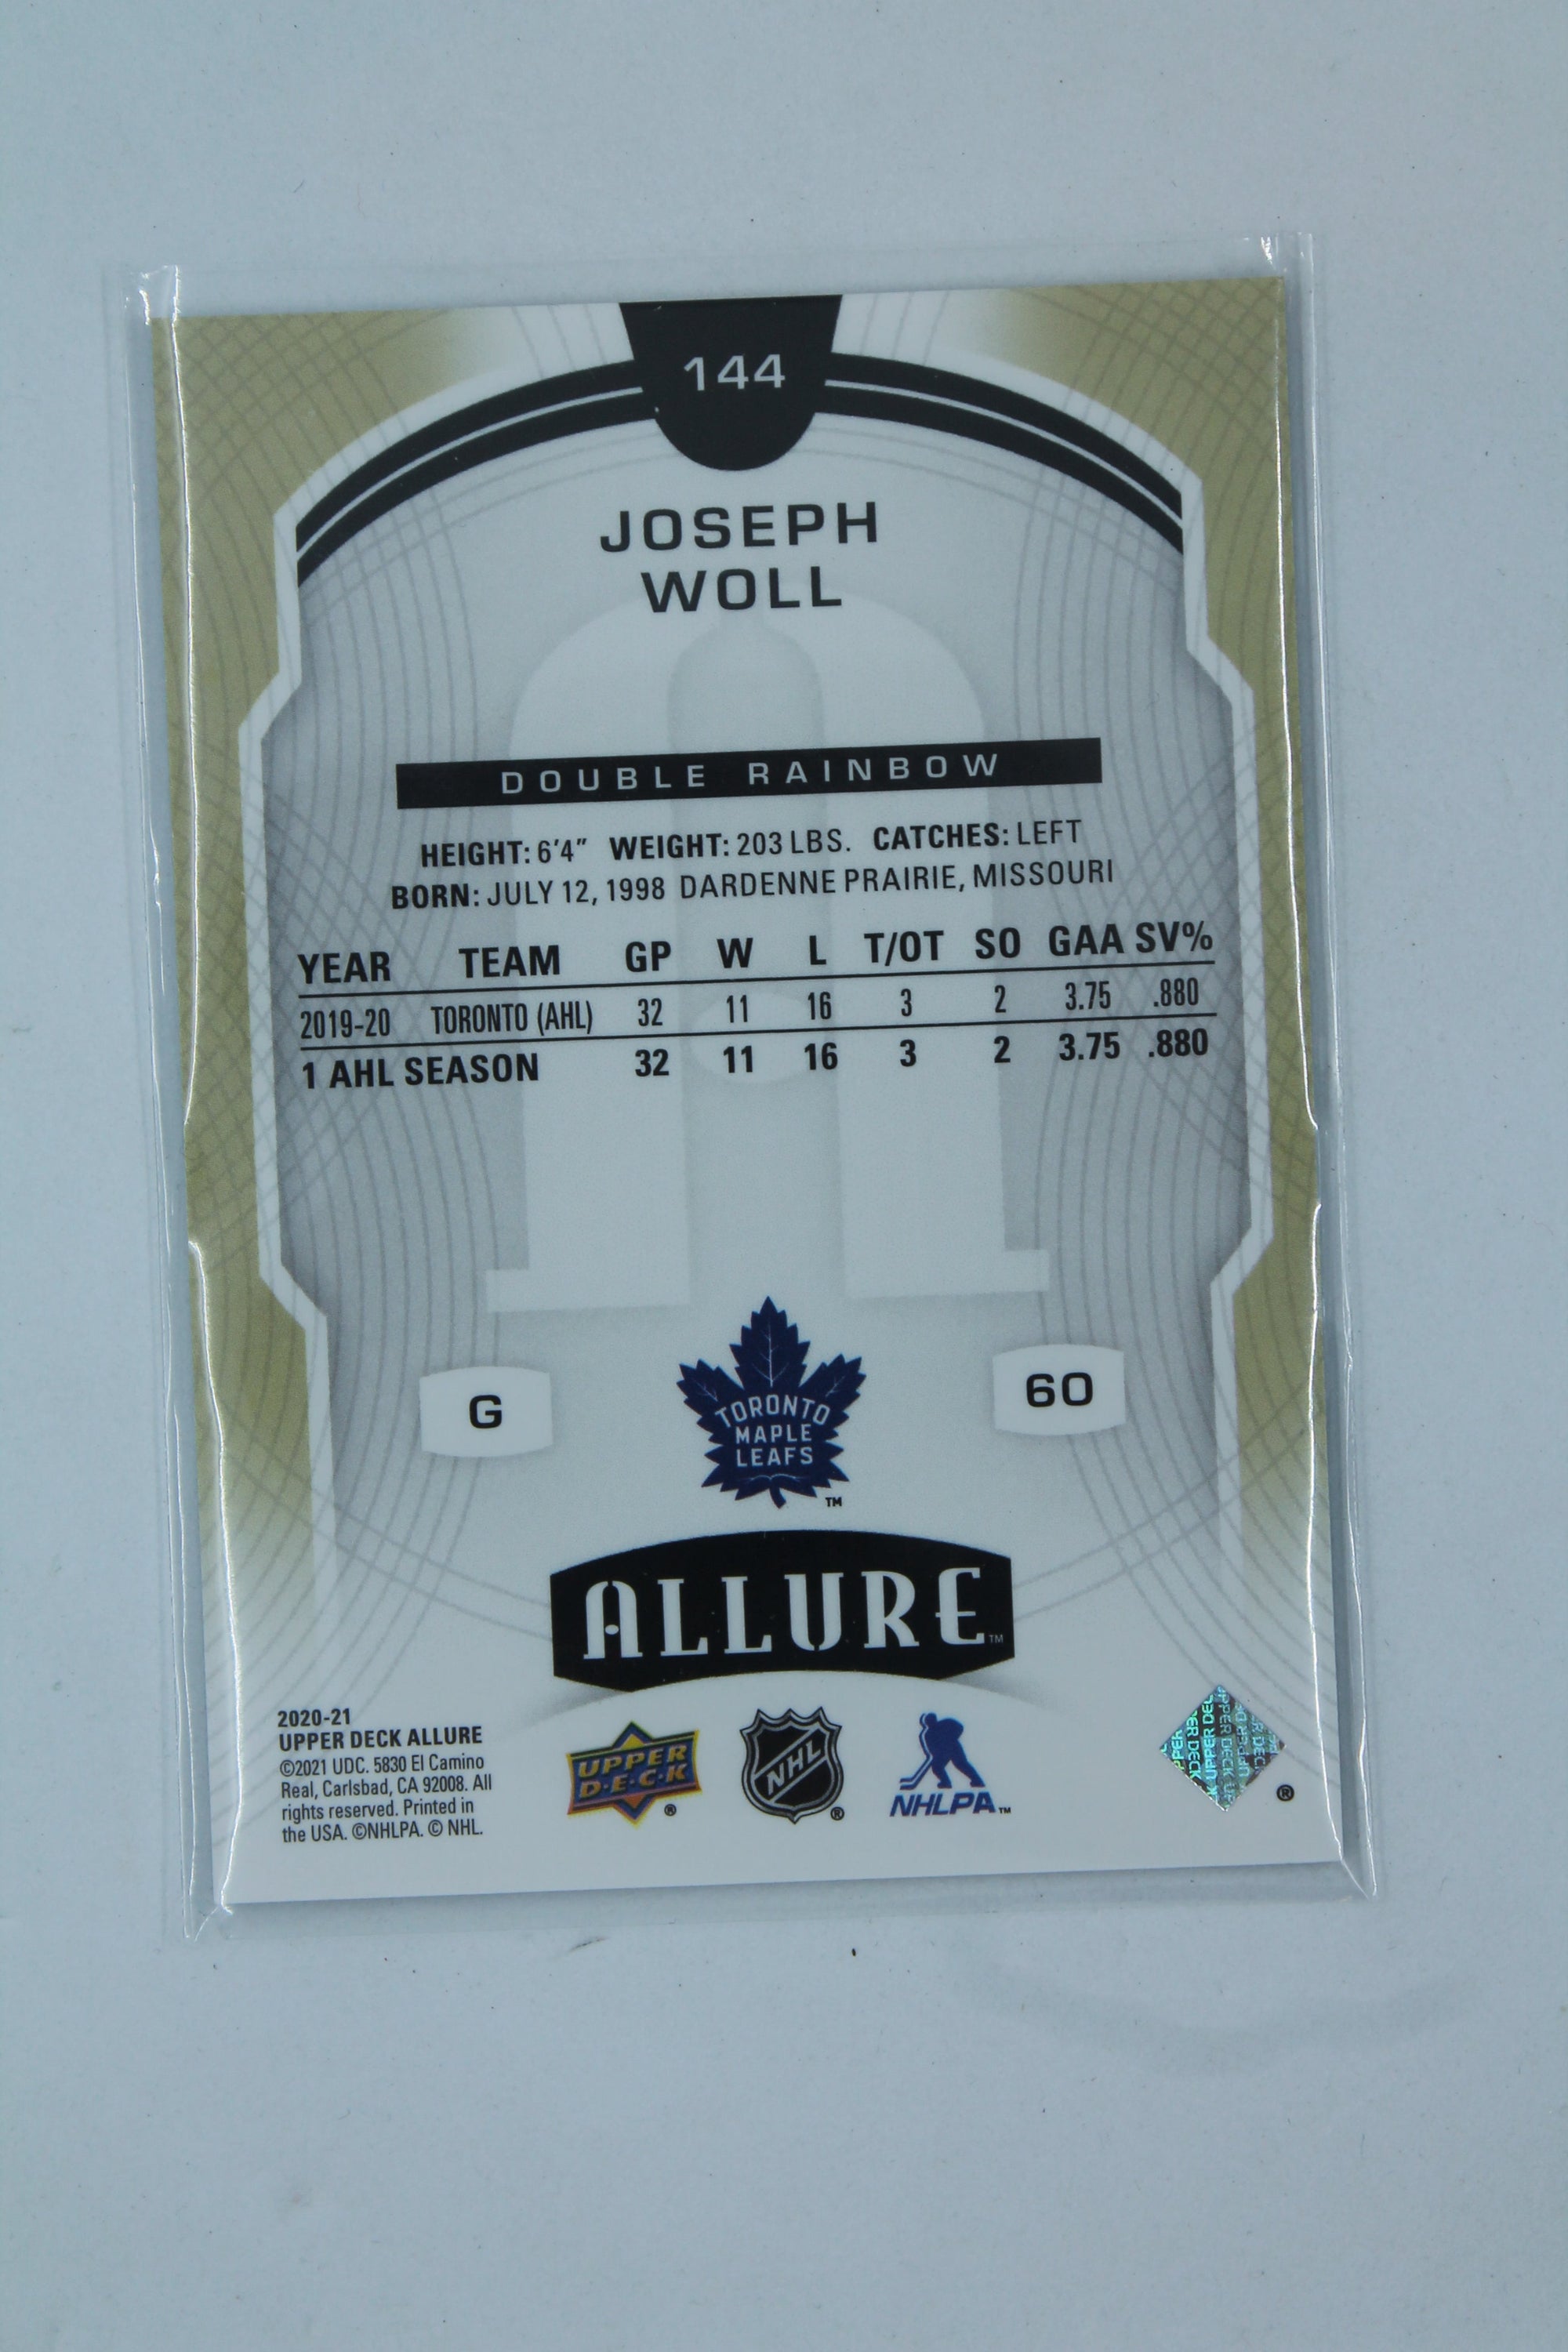 144
JOSEPH
WOLL
DOUBLE RAINBOW
HEIGHT: 6'4" WEIGHT: 203 LBS. CATCHES: LEFT
BORN: JULY 12, 1998 DARDENNE PRAIRIE, MISSOURI
YEAR TEAM GP W L T/OT SO GAA SV%
2019-20 TORONTO (AHL) 32 11 16 3 2 3.75 .880
1 AHL SEASON 32 11 16 3 2 3.75 .880
G
TORONTO
MAPLE
LEAFS
TM
60
ALLURE TM
2020-21
UPPER DECK ALLURE
©2021 UDC. 5830 El Camino
Real, Carlsbad, CA 92008. All
rights reserved. Printed in
the USA. ©NHLPA. © NHL.
UPPER
D·E·C·K
®
NHL
®
NHLPA TM
UPPER DECK
®